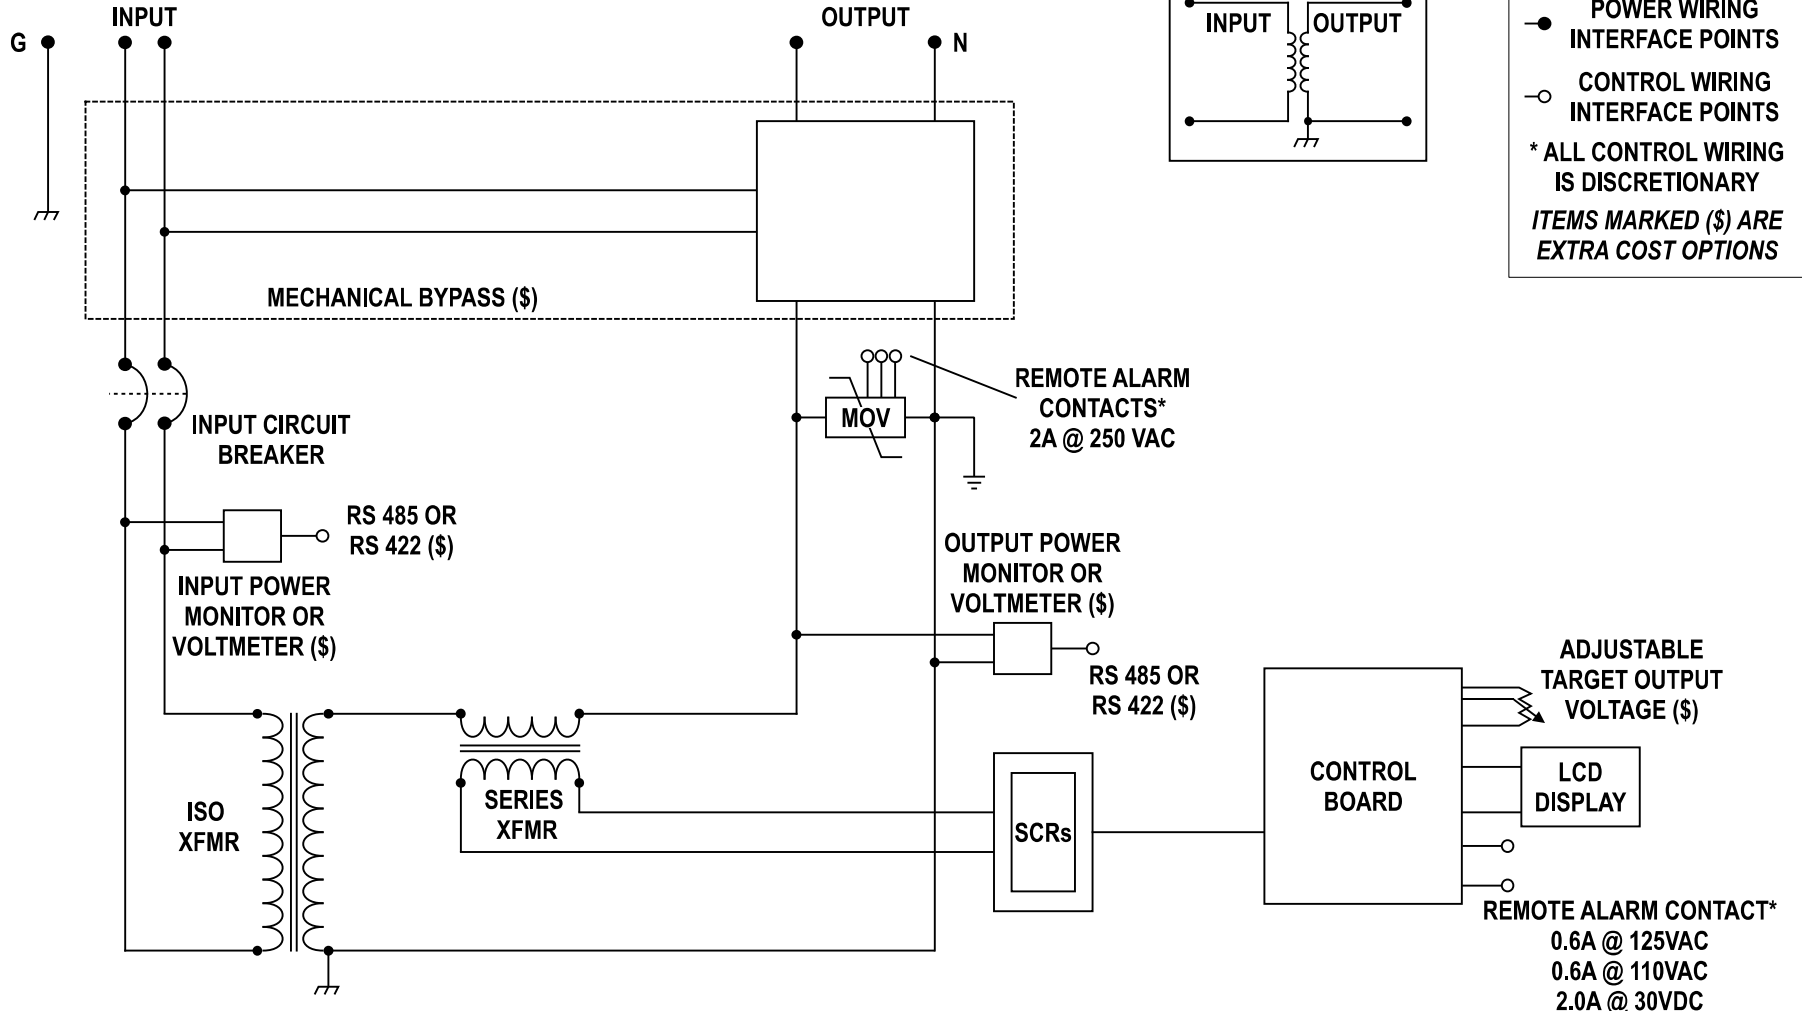 INPUT
OUTPUT
G
N
INPUT
OUTPUT
POWER WIRING
INTERFACE POINTS
CONTROL WIRING
INTERFACE POINTS
* ALL CONTROL WIRING
IS DISCRETIONARY
ITEMS MARKED ($) ARE
EXTRA COST OPTIONS
MECHANICAL BYPASS ($)
INPUT CIRCUIT
BREAKER
MOV
REMOTE ALARM
CONTACTS*
2A @ 250 VAC
RS 485 OR
RS 422 ($)
INPUT POWER
MONITOR OR
VOLTMETER ($)
OUTPUT POWER
MONITOR OR
VOLTMETER ($)
RS 485 OR
RS 422 ($)
ISO
XFMR
SERIES
XFMR
SCRs
CONTROL
BOARD
ADJUSTABLE
TARGET OUTPUT
VOLTAGE ($)
LCD
DISPLAY
REMOTE ALARM CONTACT*
0.6A @ 125VAC
0.6A @ 110VAC
2.0A @ 30VDC